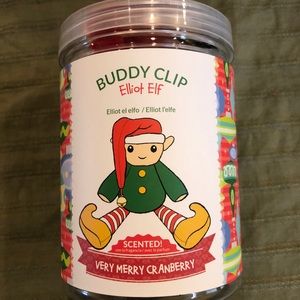 BUDDY CLIP
Elliot Elf
Elliot el elfo / Elliot l'elfe
SCENTED!
VERY MERRY CRANBERRY